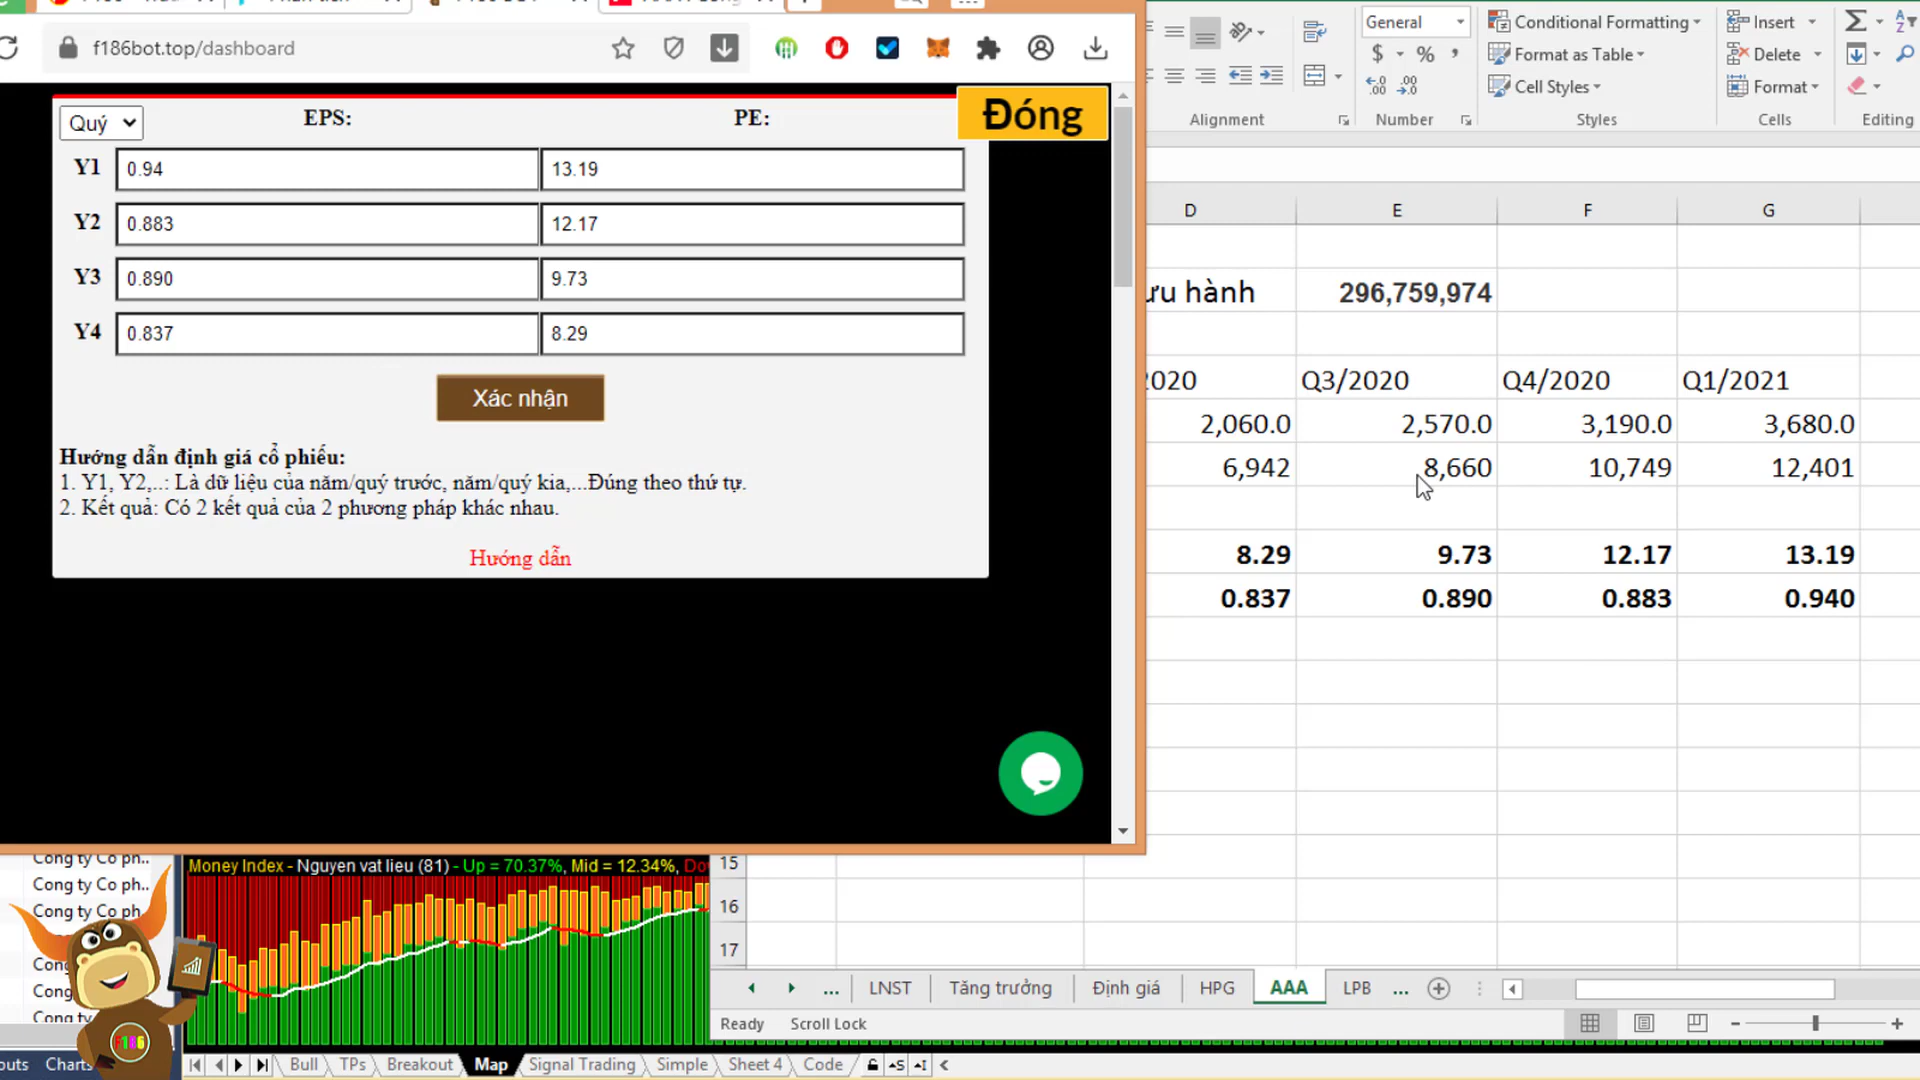 f186bot.top/dashboard
Quý
EPS:
PE:
Đóng
Y1
0.94
13.19
Y2
0.883
12.17
Y3
0.890
9.73
Y4
0.837
8.29
Xác nhận
Hướng dẫn định giá cổ phiếu:
1. Y1, Y2,..: Là dữ liệu của năm/quý trước, năm/quý kia,...Đúng theo thứ tự.
2. Kết quả: Có 2 kết quả của 2 phương pháp khác nhau.
Hướng dẫn
General
Conditional Formatting
Insert
$ % ,
Format as Table
Delete
Cell Styles
Format
Alignment
Number
Styles
Cells
Editing
D E F G
hành
296,759,974
Q3/2020 Q4/2020 Q1/2021
2,060.0 2,570.0 3,190.0 3,680.0
6,942 8,660 10,749 12,401
8.29 9.73 12.17 13.19
0.837 0.890 0.883 0.940
15
16
17
... LNST Tăng trưởng Định giá HPG AAA LPB ...
Ready Scroll Lock
Cong ty Co ph..
Cong ty Co ph..
Cong ty Co ph
Money Index - Nguyen vat lieu (81) - Up = 70.37%, Mid = 12.34%,
F186
Charts
Bull TPs Breakout Map Signal Trading Simple Sheet 4 Code